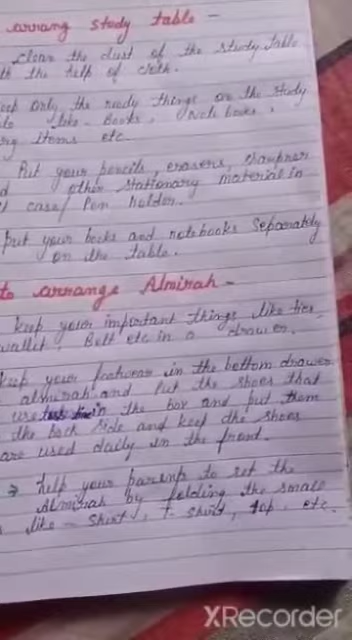 arrang study table -
clean the dust of the study table
the help of cloth.
only the needy things on the study
like - Books, Note books,
items etc.
Put your pencils, erasers, sharpner
other stationary material in
case/ Pen holder.
put your books and notebooks separately
on the table.
to arrange Almirah -
keep your important things like ties
wallet, Belt etc in a drawer.
keep your footwear in the bottom drawer
almirah and put the shoes that
use in the box and put them
the back side and keep the shoes
are used daily in the front.
→ help your parents to set the
Almirah by folding the small
like - shirt, T-shirt, top, etc.
XRecorder